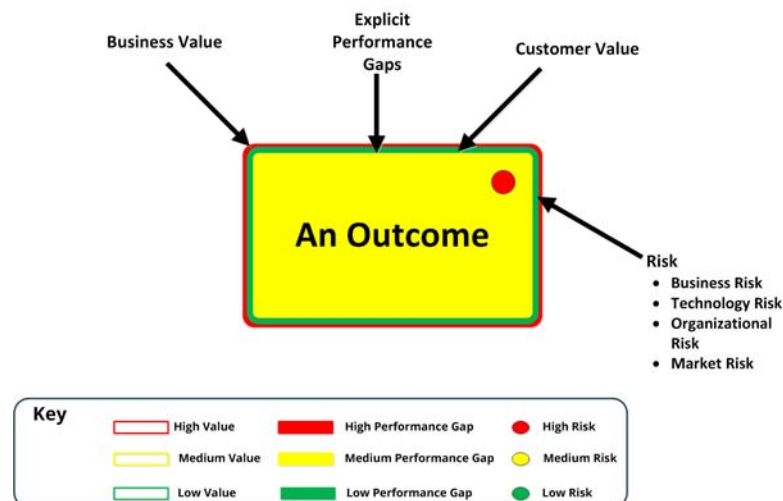 Explicit
Performance
Gaps
Business Value
Customer Value
An Outcome
Risk
• Business Risk
• Technology Risk
• Organizational
Risk
• Market Risk
Key
High Value
High Performance Gap
High Risk
Medium Value
Medium Performance Gap
Medium Risk
Low Value
Low Performance Gap
Low Risk